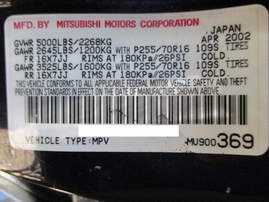 MFD. BY MITSUBISHI MOTORS CORPORATION
JAPAN
GVWR 5000LBS/2268KG APR 2002
GAWR 2645LBS/1200KG P255/70R16 109S TIRES
FR 16X7JJ RIMS AT 180KPa/26PSI COLD
GAWR 3525LBS/1600KG WITH P255/70R16 109S TIRES
RR 16X7JJ RIMS AT 180KPa/26PSI COLD
THIS VEHICLE CONFORMS TO ALL APPLICABLE FEDERAL MOTOR VEHICLE SAFETY AND
THEFT PREVENTION STANDARDS IN EFFECT ON THE DATE OF MANUFACTURE SHOWN ABOVE.
VEHICLE TYPE: MPV MU900369